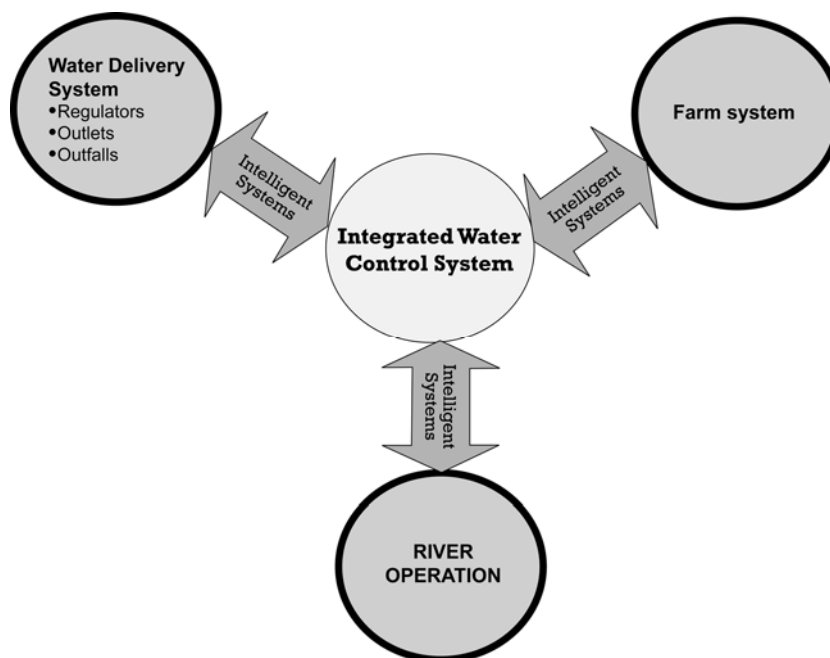 Water Delivery
System
•Regulators
•Outlets
•Outfalls
Farm system
Intelligent
Systems
Intelligent
Systems
Integrated Water
Control System
Intelligent
Systems
RIVER
OPERATION